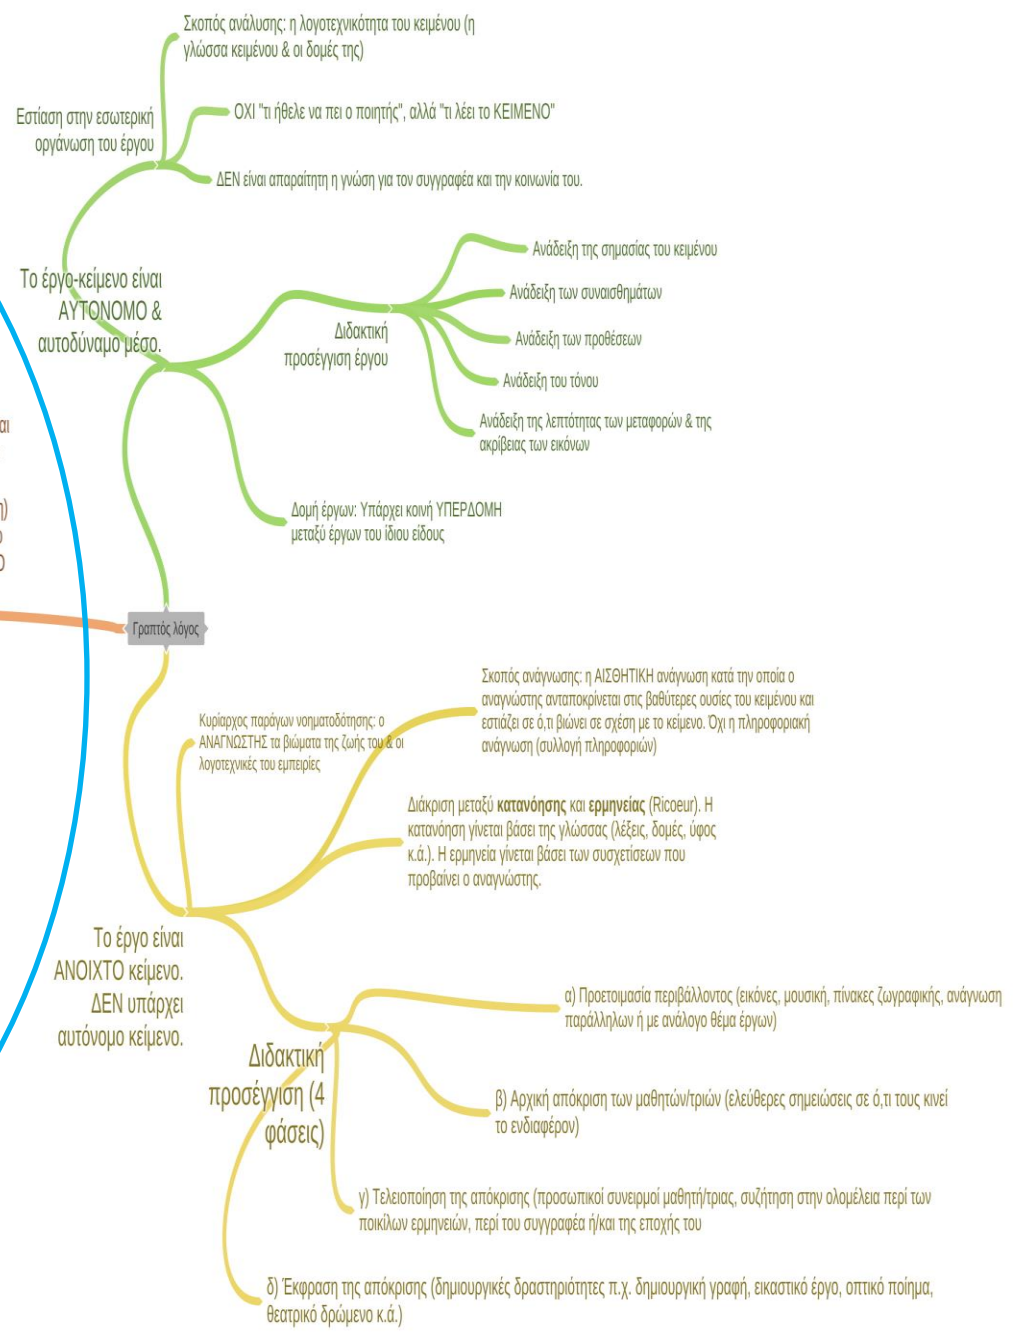 Σκοπός ανάλυσης: η λογοτεχνικότητα του κειμένου (η
γλώσσα κειμένου & οι δομές της)
Εστίαση στην εσωτερική
οργάνωση του έργου
ΟΧΙ "τι ήθελε να πει ο ποιητής", αλλά "τι λέει το ΚΕΙΜΕΝΟ"
ΔΕΝ είναι απαραίτητη η γνώση για τον συγγραφέα και την κοινωνία του.
Το έργο-κείμενο είναι
ΑΥΤΟΝΟΜΟ &
αυτοδύναμο μέσο.
Διδακτική
προσέγγιση έργου
Ανάδειξη της σημασίας του κειμένου
Ανάδειξη των συναισθημάτων
Ανάδειξη των προθέσεων
Ανάδειξη του τόνου
Ανάδειξη της λεπτότητας των μεταφορών & της
ακρίβειας των εικόνων
Δομή έργων: Υπάρχει κοινή ΥΠΕΡΔΟΜΗ
μεταξύ έργων του ίδιου είδους
Γραπτός λόγος
Σκοπός ανάγνωσης: η ΑΙΣΘΗΤΙΚΗ ανάγνωση κατά την οποία ο
αναγνώστης ανταποκρίνεται στις βαθύτερες ουσίες του κειμένου και
εστιάζει σε ό,τι βιώνει σε σχέση με το κείμενο. Όχι η πληροφοριακή
ανάγνωση (συλλογή πληροφοριών)
Κυρίαρχος παράγων νοηματοδότησης: ο
ΑΝΑΓΝΩΣΤΗΣ τα βιώματα της ζωής του & οι
λογοτεχνικές του εμπειρίες
Διάκριση μεταξύ κατανόησης και ερμηνείας (Ricoeur). Η
κατανόηση γίνεται βάσει της γλώσσας (λέξεις, δομές, ύφος
κ.ά.). Η ερμηνεία γίνεται βάσει των συσχετίσεων που
προβαίνει ο αναγνώστης.
Το έργο είναι
ΑΝΟΙΧΤΟ κείμενο.
ΔΕΝ υπάρχει
αυτόνομο κείμενο.
Διδακτική
προσέγγιση (4
φάσεις)
α) Προετοιμασία περιβάλλοντος (εικόνες, μουσική, πίνακες ζωγραφικής, ανάγνωση
παράλληλων ή με ανάλογο θέμα έργων)
β) Αρχική απόκριση των μαθητών/τριών (ελεύθερες σημειώσεις σε ό,τι τους κινεί
το ενδιαφέρον)
γ) Τελειοποίηση της απόκρισης (προσωπικοί συνειρμοί μαθητή/τριας, συζήτηση στην ολομέλεια περί των
ποικίλων ερμηνειών, περί του συγγραφέα ή/και της εποχής του
δ) Έκφραση της απόκρισης (δημιουργικές δραστηριότητες π.χ. δημιουργική γραφή, εικαστικό έργο, οπτικό ποίημα,
θεατρικό δρώμενο κ.ά.)